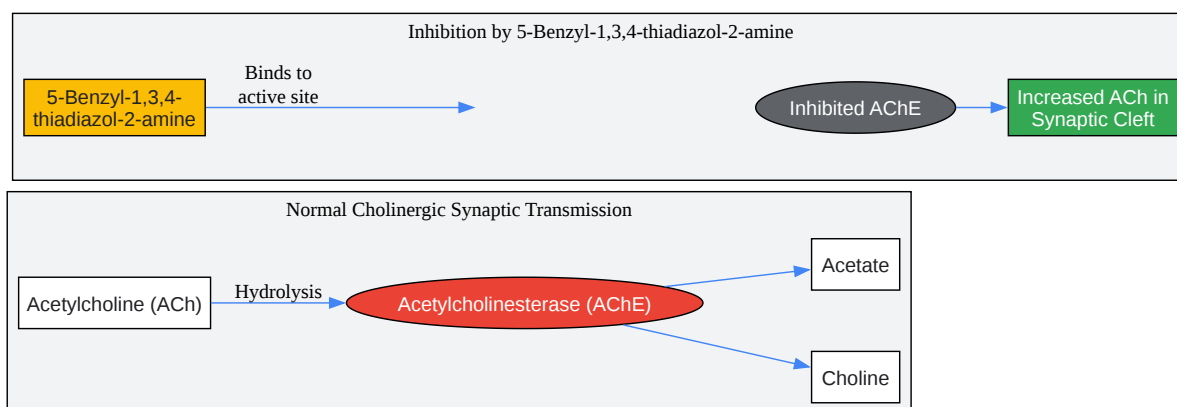 Inhibition by 5-Benzyl-1,3,4-thiadiazol-2-amine
5-Benzyl-1,3,4-
thiadiazol-2-amine
Binds to
active site
Inhibited AChE
Increased ACh in
Synaptic Cleft
Normal Cholinergic Synaptic Transmission
Acetylcholine (ACh)
Hydrolysis
Acetylcholinesterase (AChE)
Acetate
Choline